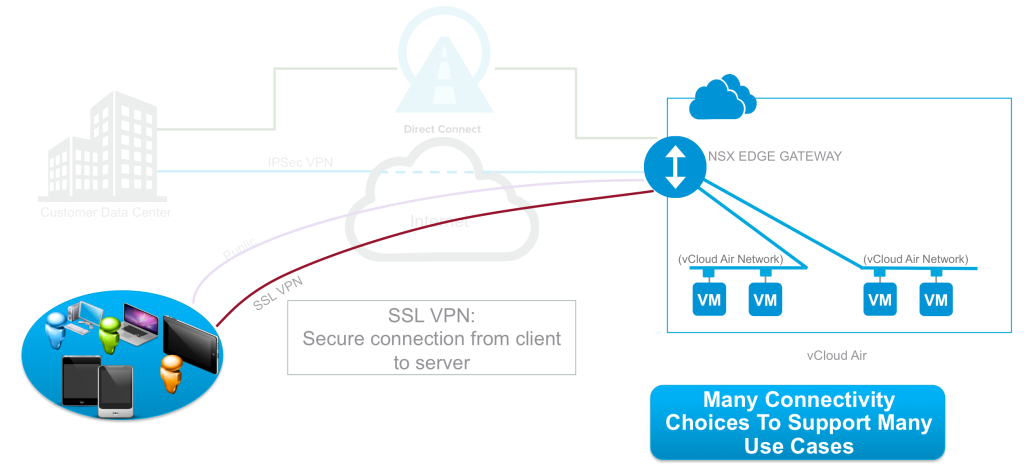 Direct Connect
IPSec VPN
NSX EDGE GATEWAY
Customer Data Center
Internet
Public
(vCloud Air Network)
(vCloud Air Network)
SSL VPN
VM
VM
VM
VM
SSL VPN:
Secure connection from client
to server
vCloud Air
Many Connectivity
Choices To Support Many
Use Cases